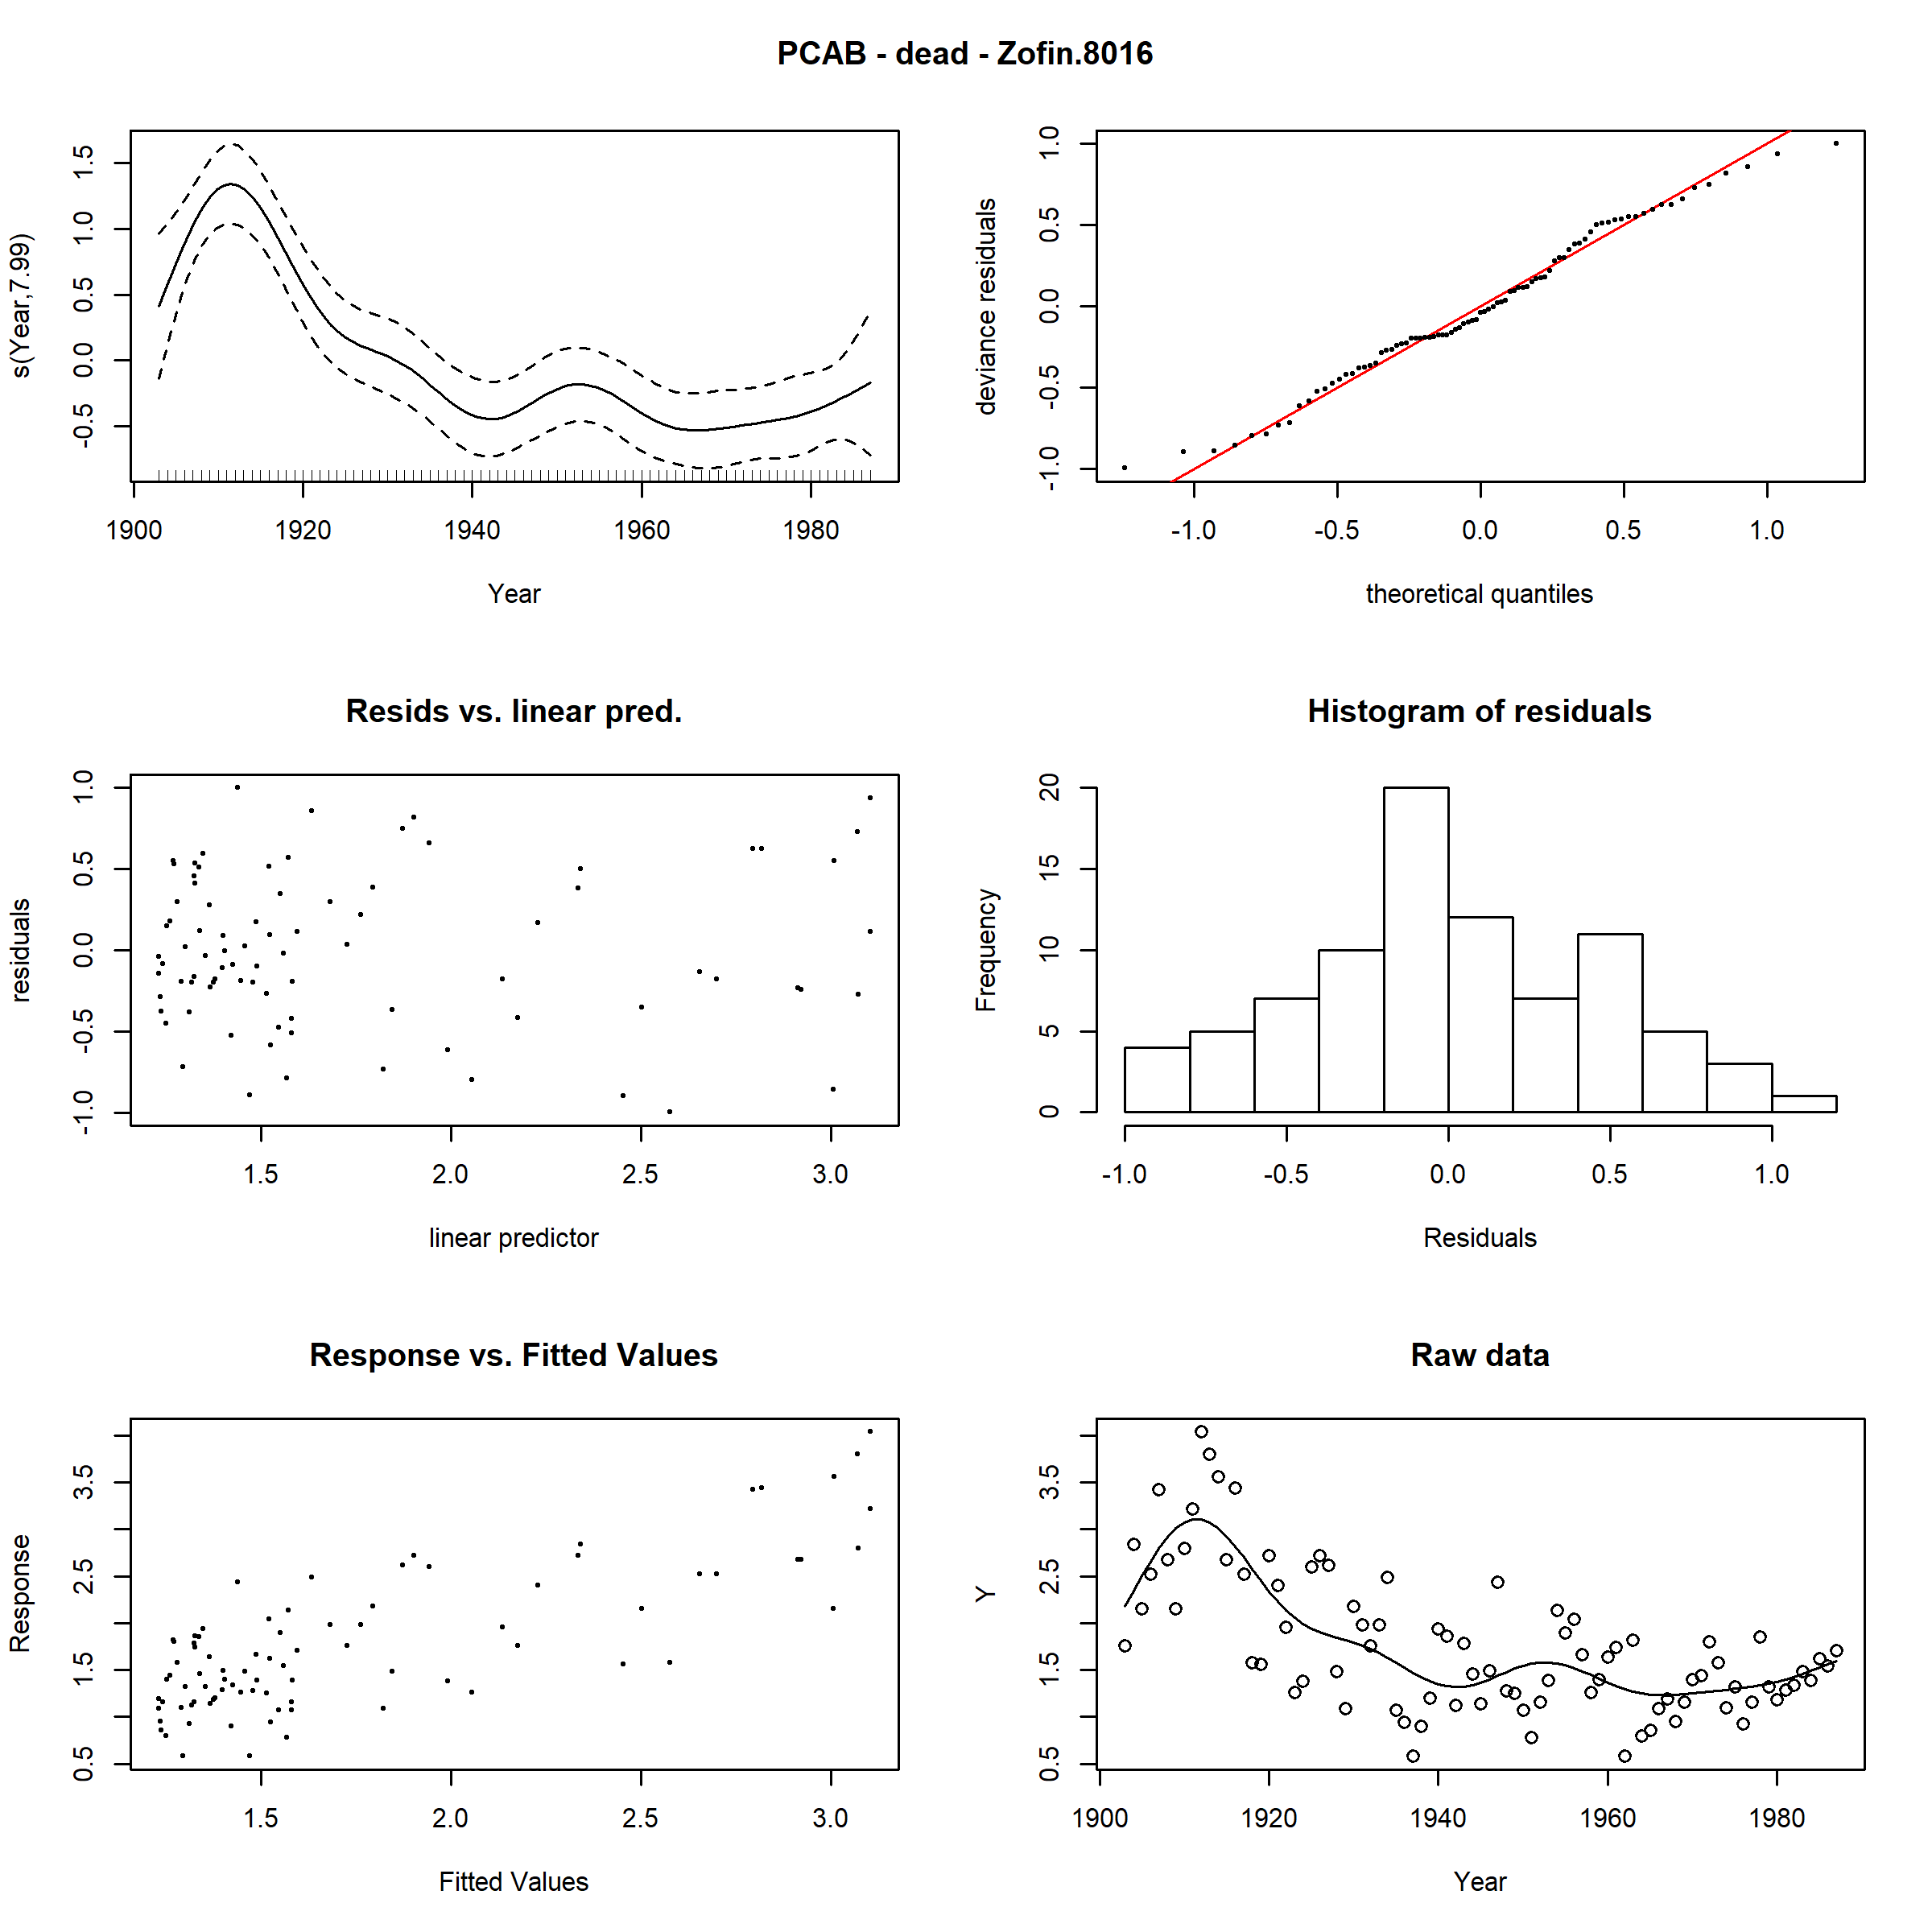 PCAB - dead - Zofin.8016
s(Year,7.99)
-0.5 0.0 0.5 1.0 1.5
1900 1920 1940 1960 1980
Year
deviance residuals
-1.0 -0.5 0.0 0.5 1.0
-1.0 -0.5 0.0 0.5 1.0
theoretical quantiles
Resids vs. linear pred.
residuals
-1.0 -0.5 0.0 0.5 1.0
1.5 2.0 2.5 3.0
linear predictor
Histogram of residuals
Frequency
0 5 10 15 20
-1.0 -0.5 0.0 0.5 1.0
Residuals
Response vs. Fitted Values
Response
0.5 1.5 2.5 3.5
1.5 2.0 2.5 3.0
Fitted Values
Raw data
Y
0.5 1.5 2.5 3.5
1900 1920 1940 1960 1980
Year